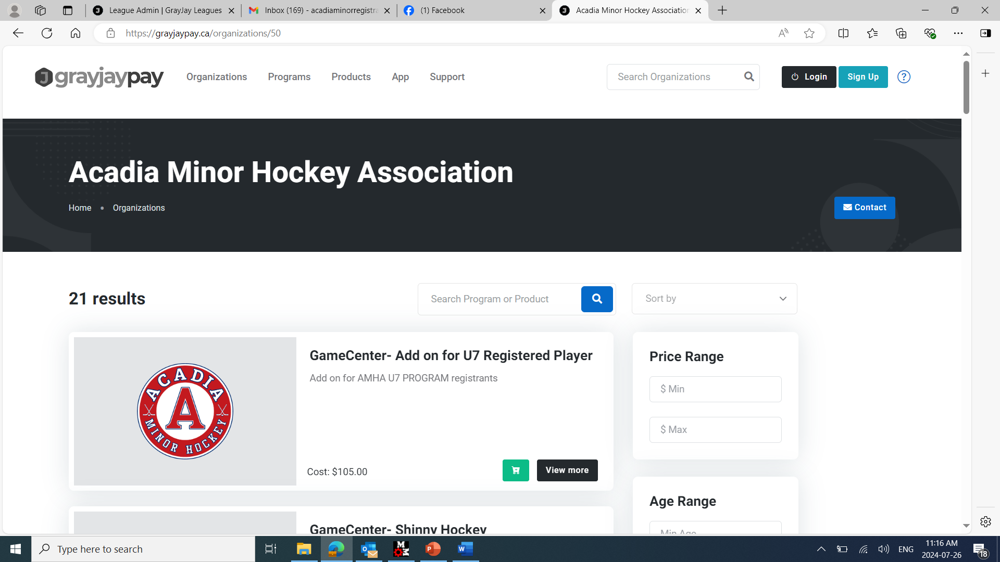 League Admin | GrayJay Leagues
Inbox (169) - acadiaminorregistra
(1) Facebook
Acadia Minor Hockey Association
https://grayjaypay.ca/organizations/50
grayjaypay
Organizations
Programs
Products
App
Support
Search Organizations
Login
Sign Up
?
Acadia Minor Hockey Association
Home • Organizations
Contact
21 results
Search Program or Product
Sort by
ACADIA
A
MINOR HOCKEY
GameCenter- Add on for U7 Registered Player
Add on for AMHA U7 PROGRAM registrants
Cost: $105.00
View more
Price Range
$ Min
$ Max
Age Range
Min Age
GameCenter- Shinny Hockey
Type here to search
ENG
11:16 AM
2024-07-26
18